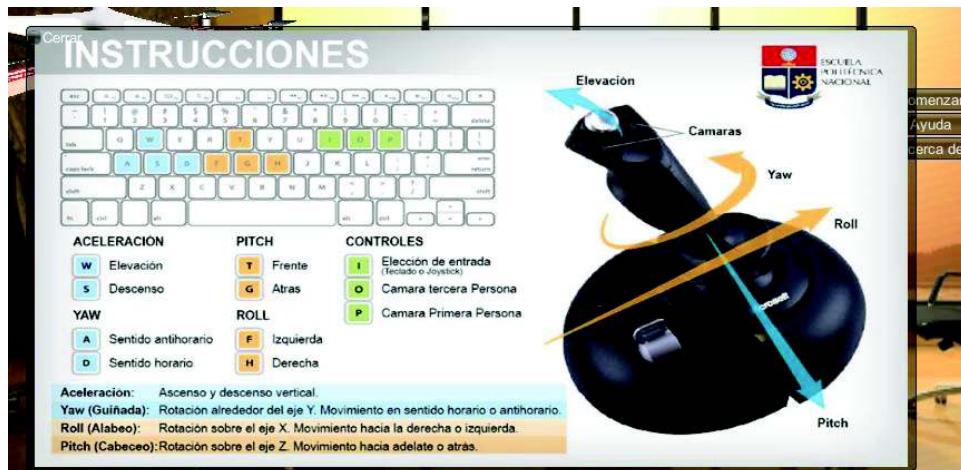 Cerrar
INSTRUCCIONES
ESCUELA
POLITÉCNICA
NACIONAL
omenzar
Ayuda
cerca de
Elevación
Camaras
Yaw
Roll
Pitch
W
T
I
O
P
A
S
D
F
G
H
ACELERACIÓN
W Elevación
S Descenso
YAW
A Sentido antihorario
D Sentido horario
PITCH
T Frente
G Atras
ROLL
F Izquierda
H Derecha
CONTROLES
I Elección de entrada
(Teclado o Joystick)
O Camara tercera Persona
P Camara Primera Persona
Aceleración: Ascenso y descenso vertical.
Yaw (Guiñada): Rotación alrededor del eje Y. Movimiento en sentido horario o antihorario.
Roll (Alabeo): Rotación sobre el eje X. Movimiento hacia la derecha o izquierda.
Pitch (Cabeceo): Rotación sobre el eje Z. Movimiento hacia adelate o atrás.